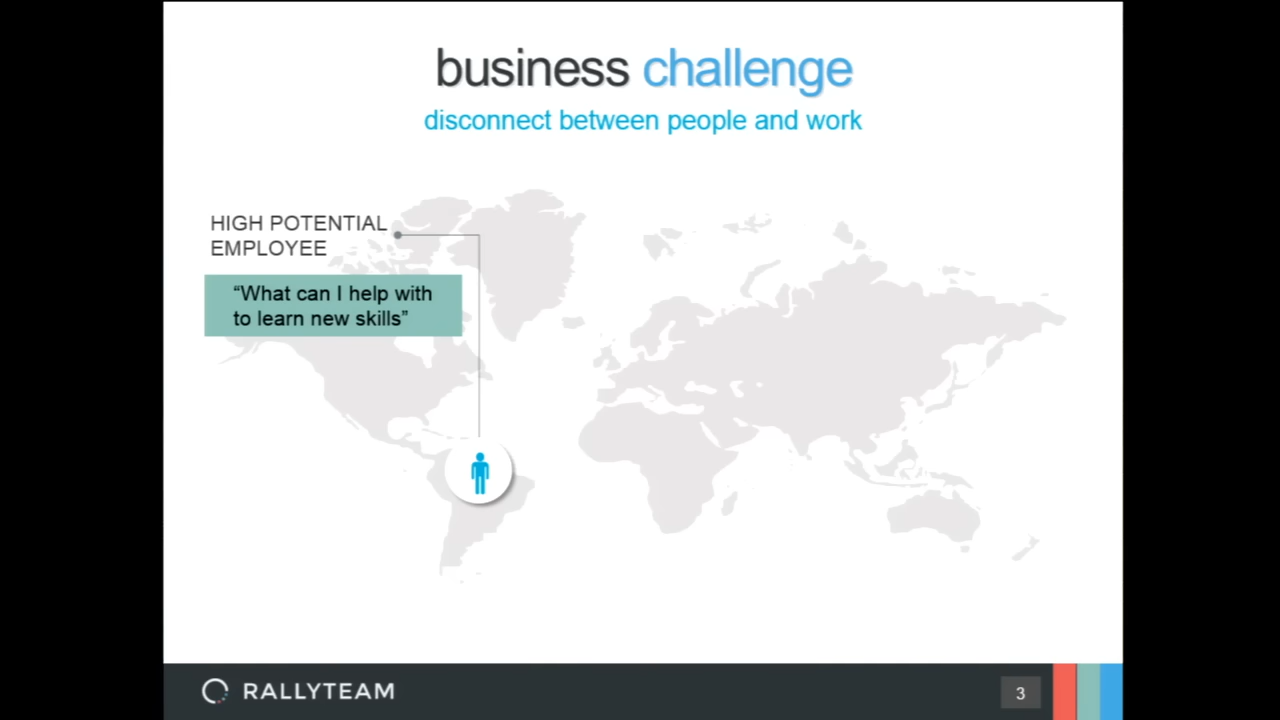 business challenge
disconnect between people and work
HIGH POTENTIAL
EMPLOYEE
“What can I help with
to learn new skills”
RALLYTEAM
3